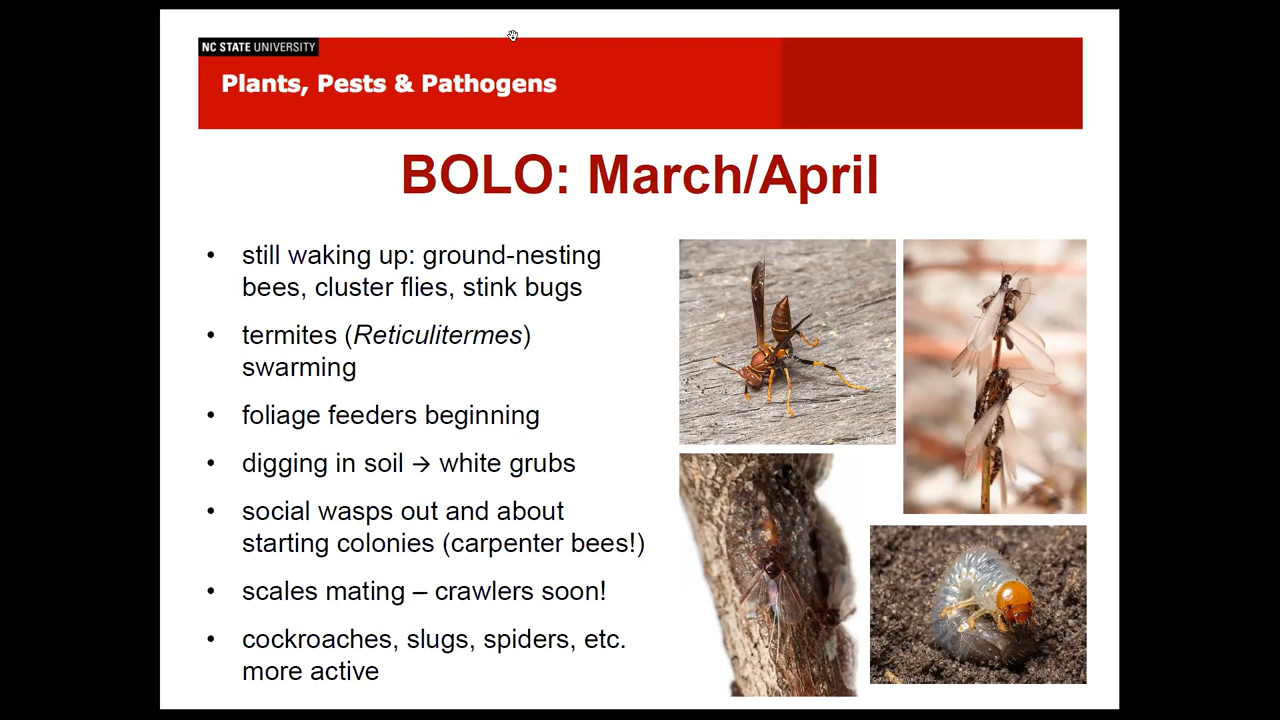 NC STATE UNIVERSITY
Plants, Pests & Pathogens
BOLO: March/April
• still waking up: ground-nesting
bees, cluster flies, stink bugs
• termites (Reticulitermes)
swarming
• foliage feeders beginning
• digging in soil → white grubs
• social wasps out and about
starting colonies (carpenter bees!)
• scales mating – crawlers soon!
• cockroaches, slugs, spiders, etc.
more active